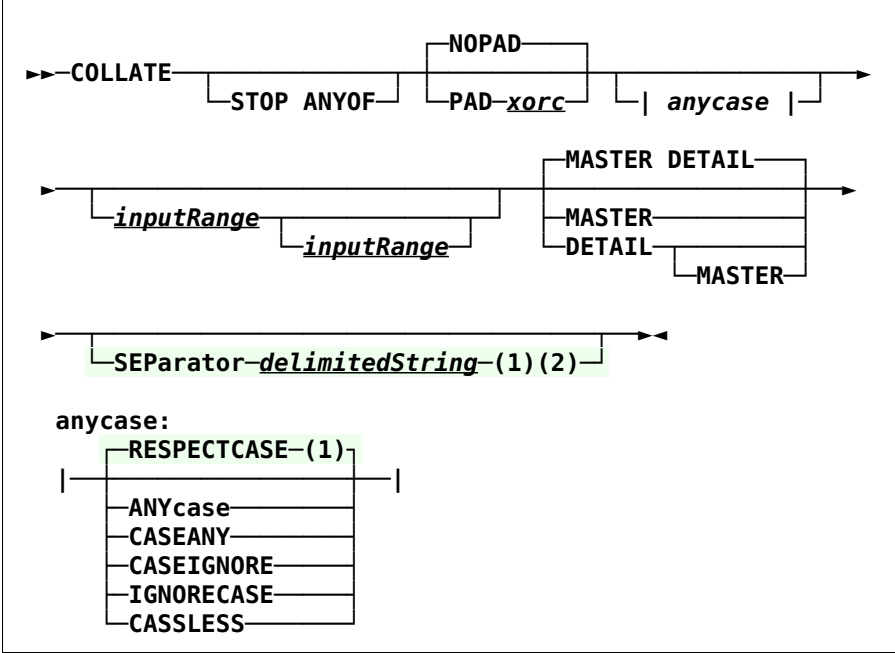 NOPAD
►►─COLLATE
STOP ANYOF PAD─xorc | anycase |
MASTER DETAIL
inputRange MASTER
inputRange DETAIL
MASTER
SEParator─delimitedString─(1)(2)
anycase:
RESPECTCASE─(1)
ANYcase
CASEANY
CASEIGNORE
IGNORECASE
CASSLESS